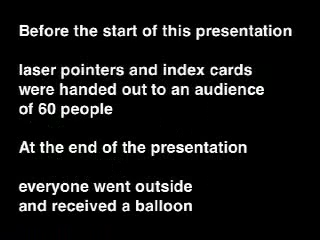 Before the start of this presentation
laser pointers and index cards
were handed out to an audience
of 60 people
At the end of the presentation
everyone went outside
and received a balloon